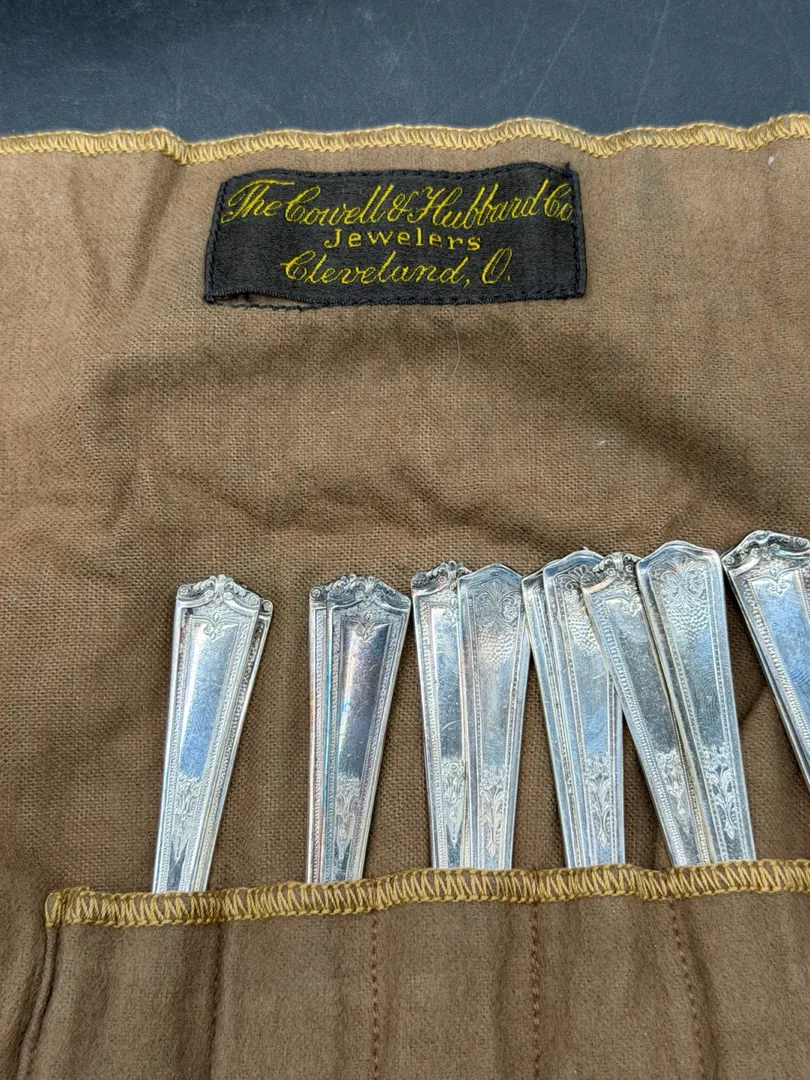 The Cowell & Hubbard Co.
Jewelers
Cleveland, O.